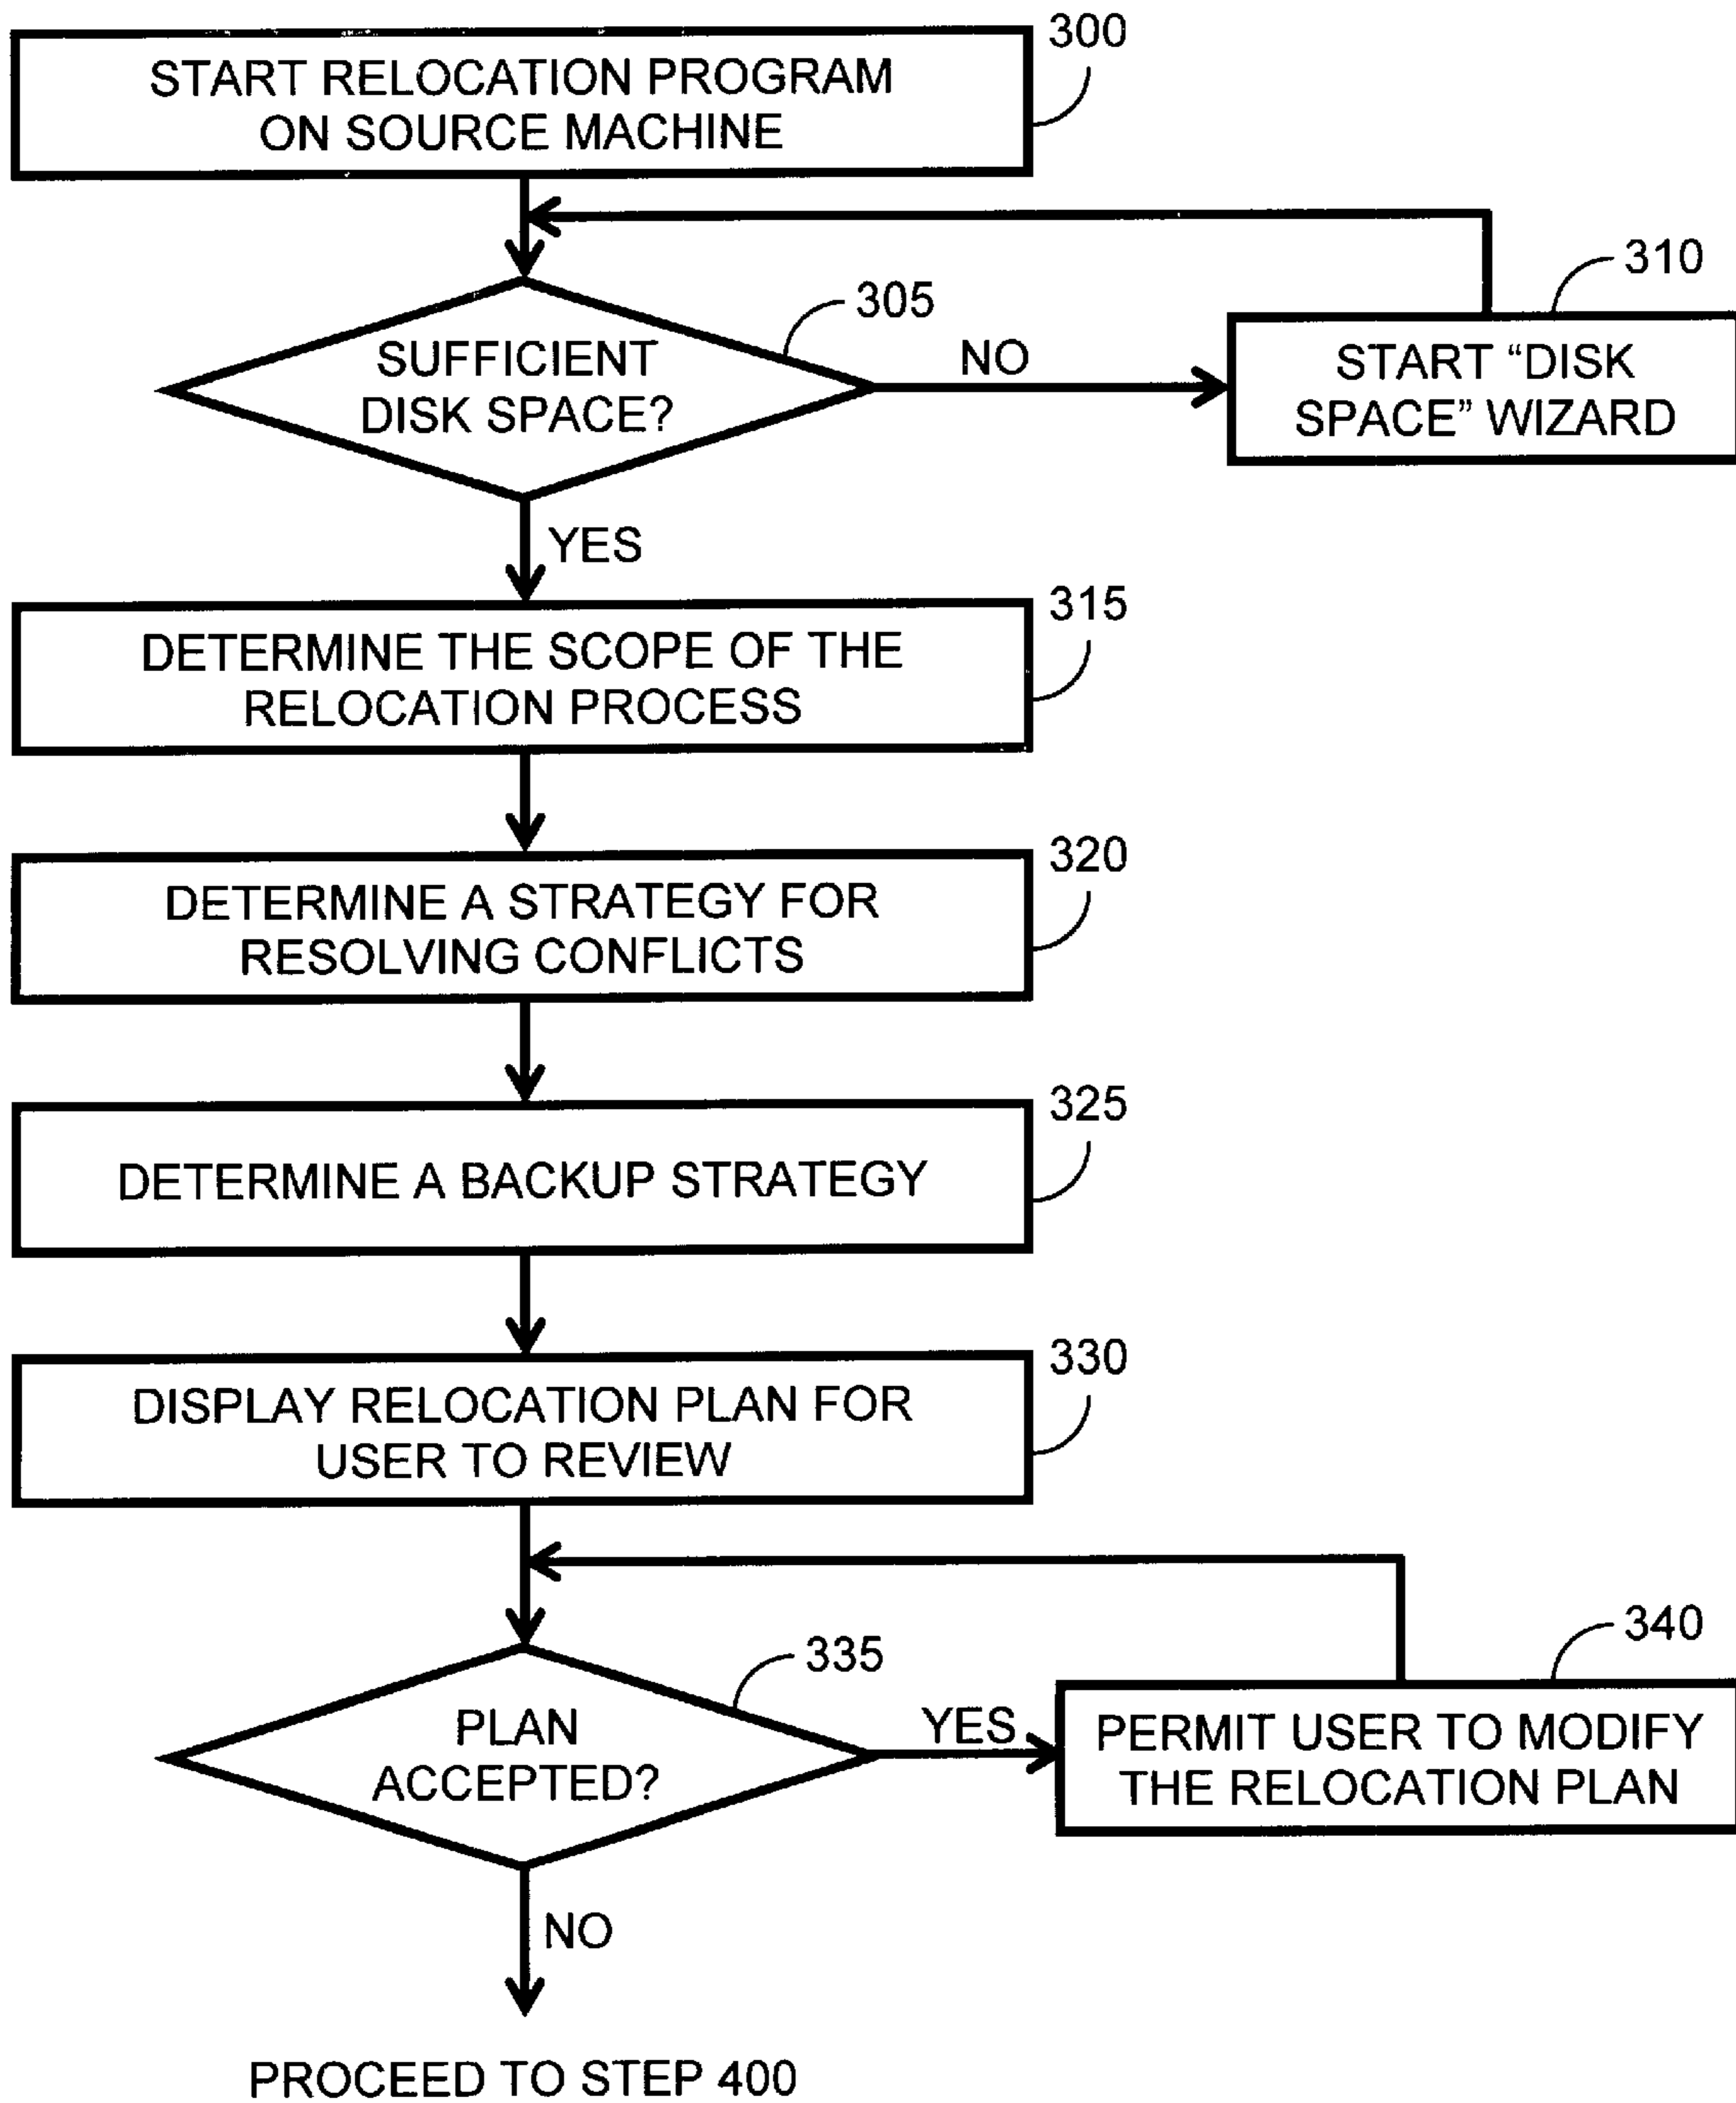 300
START RELOCATION PROGRAM
ON SOURCE MACHINE
310
305
SUFFICIENT
DISK SPACE?
NO
START “DISK
SPACE” WIZARD
YES
315
DETERMINE THE SCOPE OF THE
RELOCATION PROCESS
320
DETERMINE A STRATEGY FOR
RESOLVING CONFLICTS
325
DETERMINE A BACKUP STRATEGY
330
DISPLAY RELOCATION PLAN FOR
USER TO REVIEW
340
335
PLAN
ACCEPTED?
YES
PERMIT USER TO MODIFY
THE RELOCATION PLAN
NO
PROCEED TO STEP 400